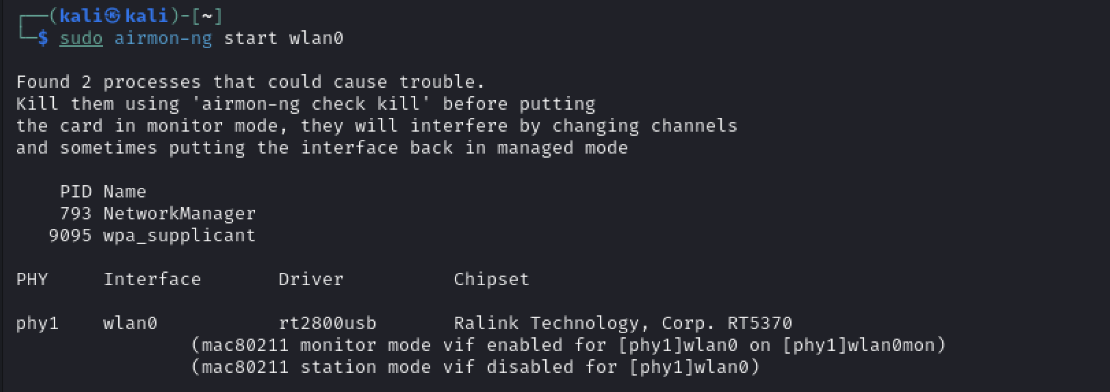 ┌──(kali㉿kali)-[~]
└─$ sudo airmon-ng start wlan0
Found 2 processes that could cause trouble.
Kill them using 'airmon-ng check kill' before putting
the card in monitor mode, they will interfere by changing channels
and sometimes putting the interface back in managed mode
PID Name
793 NetworkManager
9095 wpa_supplicant
PHY Interface Driver Chipset
phy1 wlan0 rt2800usb Ralink Technology, Corp. RT5370
(mac80211 monitor mode vif enabled for [phy1]wlan0 on [phy1]wlan0mon)
(mac80211 station mode vif disabled for [phy1]wlan0)